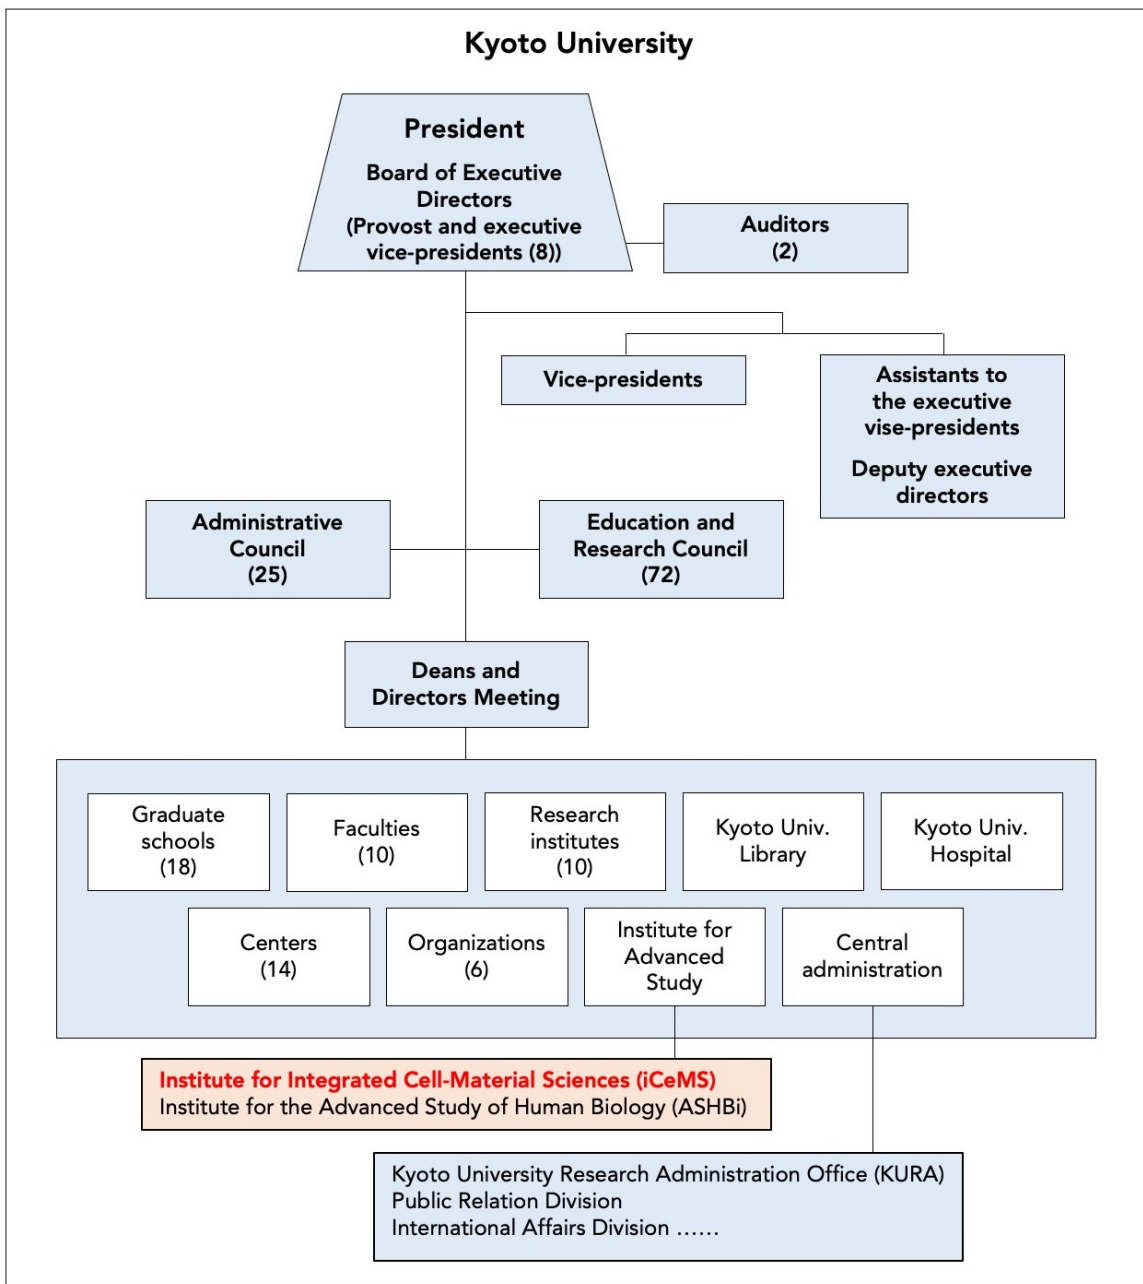 Kyoto University
President
Board of Executive
Directors
(Provost and executive
vice-presidents (8))
Auditors
(2)
Vice-presidents
Assistants to
the executive
vise-presidents
Deputy executive
directors
Administrative
Council
(25)
Education and
Research Council
(72)
Deans and
Directors Meeting
Graduate
schools
(18)
Faculties
(10)
Research
institutes
(10)
Kyoto Univ.
Library
Kyoto Univ.
Hospital
Centers
(14)
Organizations
(6)
Institute for
Advanced
Study
Central
administration
Institute for Integrated Cell-Material Sciences (iCeMS)
Institute for the Advanced Study of Human Biology (ASHBi)
Kyoto University Research Administration Office (KURA)
Public Relation Division
International Affairs Division ......